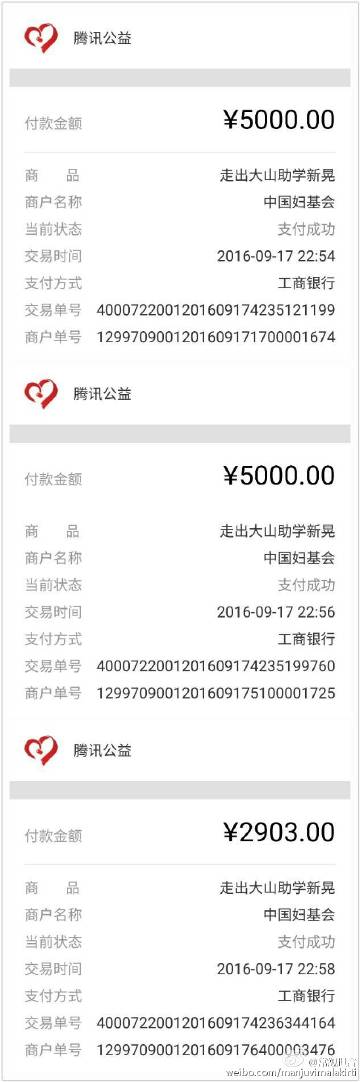 腾讯公益
付款金额 ¥5000.00
商 品 走出大山助学新晃
商户名称 中国妇基会
当前状态 支付成功
交易时间 2016-09-17 22:54
支付方式 工商银行
交易单号 4000722001201609174235121199
商户单号 1299709001201609171700001674
腾讯公益
付款金额 ¥5000.00
商 品 走出大山助学新晃
商户名称 中国妇基会
当前状态 支付成功
交易时间 2016-09-17 22:56
支付方式 工商银行
交易单号 4000722001201609174235199760
商户单号 1299709001201609175100001725
腾讯公益
付款金额 ¥2903.00
商 品 走出大山助学新晃
商户名称 中国妇基会
当前状态 支付成功
交易时间 2016-09-17 22:58
支付方式 工商银行
交易单号 4000722001201609174236344164
商户单号 1299709001201609176400003476
weibo.com/manjuvimalakirti